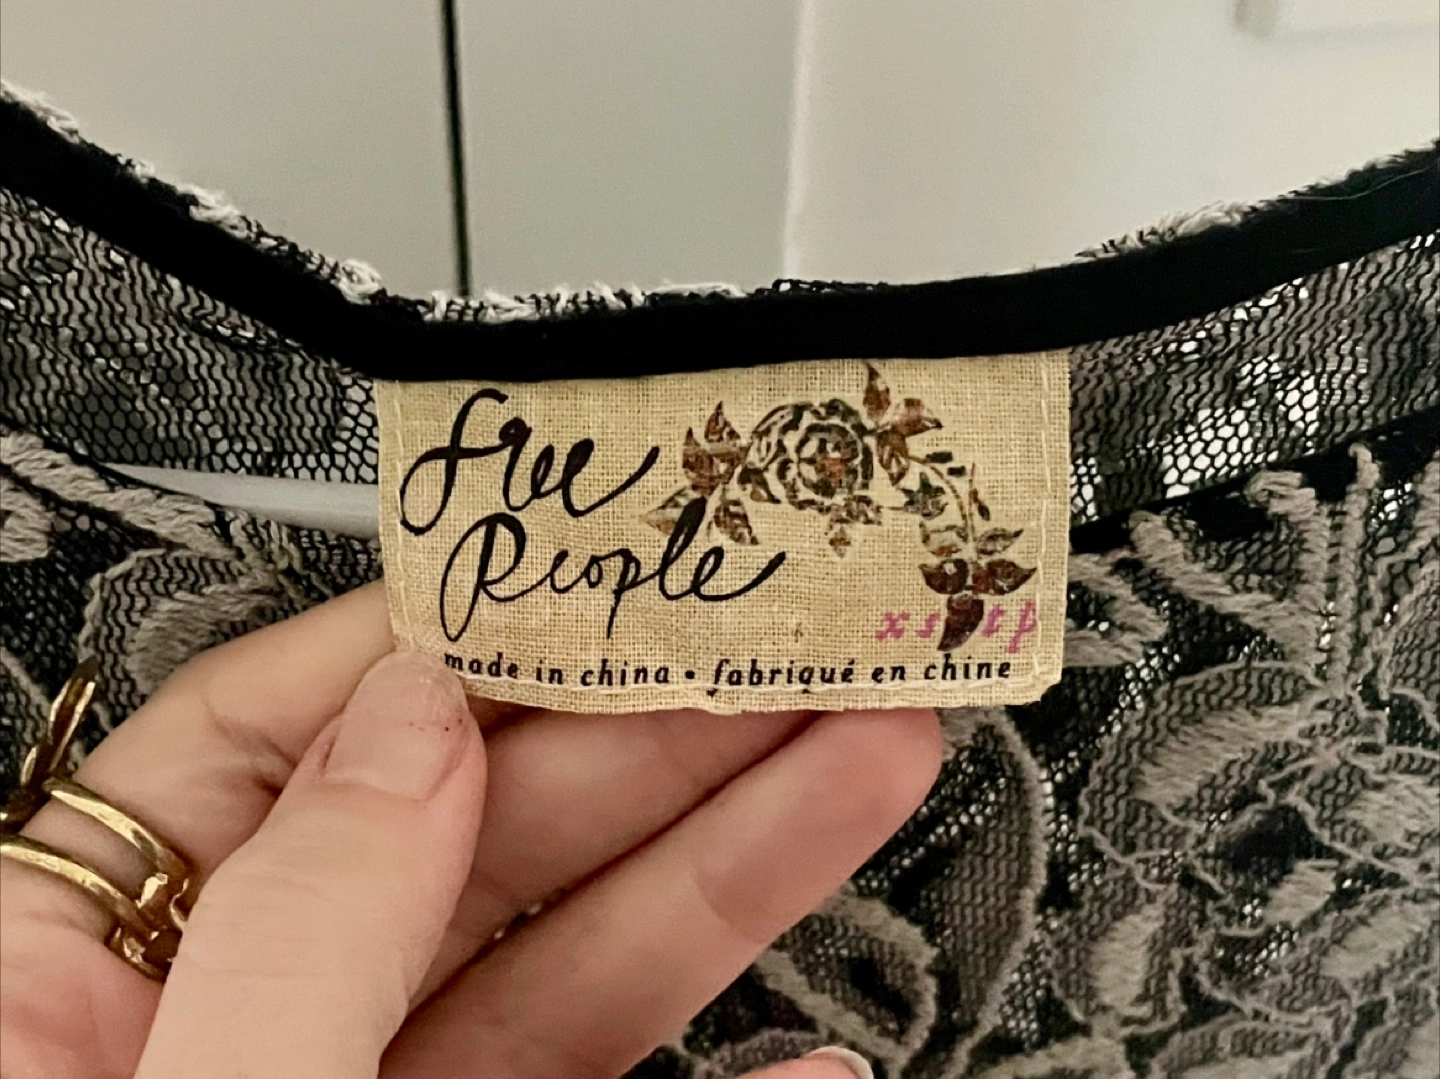 free
people
xs tp
made in china • fabriqué en chine